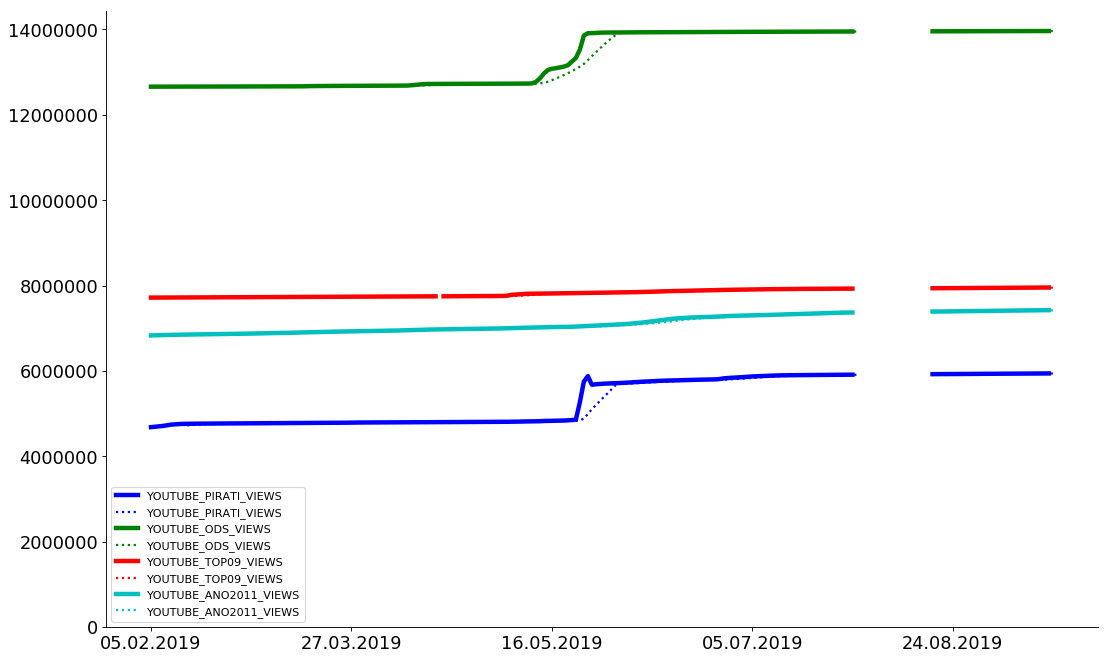 14000000
12000000
10000000
8000000
6000000
4000000
2000000
0
YOUTUBE_PIRATI_VIEWS
YOUTUBE_PIRATI_VIEWS
YOUTUBE_ODS_VIEWS
YOUTUBE_ODS_VIEWS
YOUTUBE_TOP09_VIEWS
YOUTUBE_TOP09_VIEWS
YOUTUBE_ANO2011_VIEWS
YOUTUBE_ANO2011_VIEWS
05.02.2019 27.03.2019 16.05.2019 05.07.2019 24.08.2019